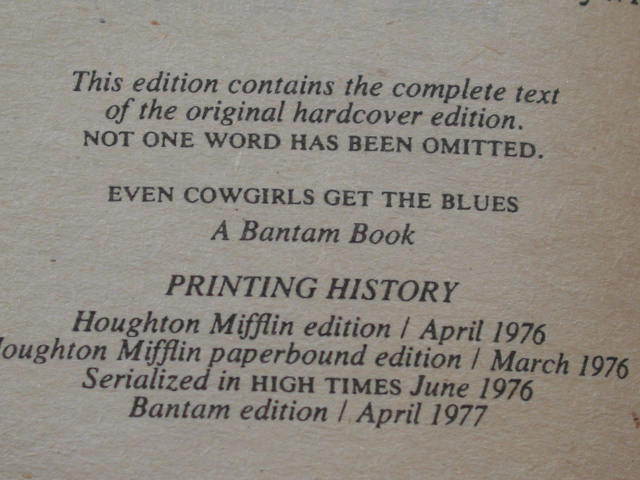 This edition contains the complete text
of the original hardcover edition.
NOT ONE WORD HAS BEEN OMITTED.
EVEN COWGIRLS GET THE BLUES
A Bantam Book
PRINTING HISTORY
Houghton Mifflin edition / April 1976
oughton Mifflin paperbound edition / March 1976
Serialized in HIGH TIMES June 1976
Bantam edition / April 1977